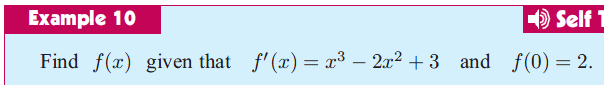 Example 10
Self
Find f(x) given that f'(x) = x³ − 2x² + 3 and f(0) = 2.